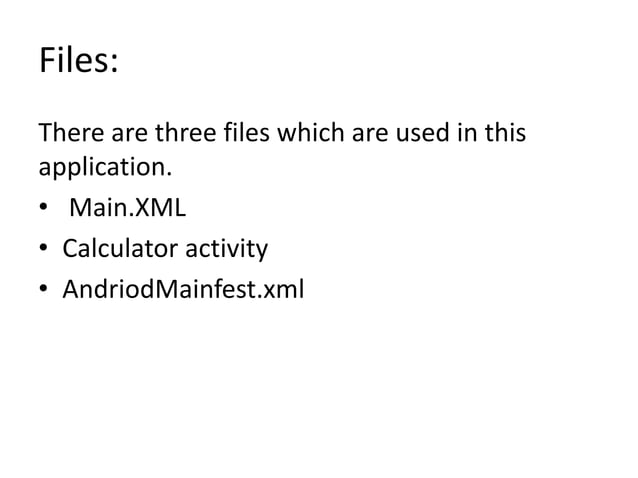 Files:
There are three files which are used in this
application.
• Main.XML
• Calculator activity
• AndriodMainfest.xml